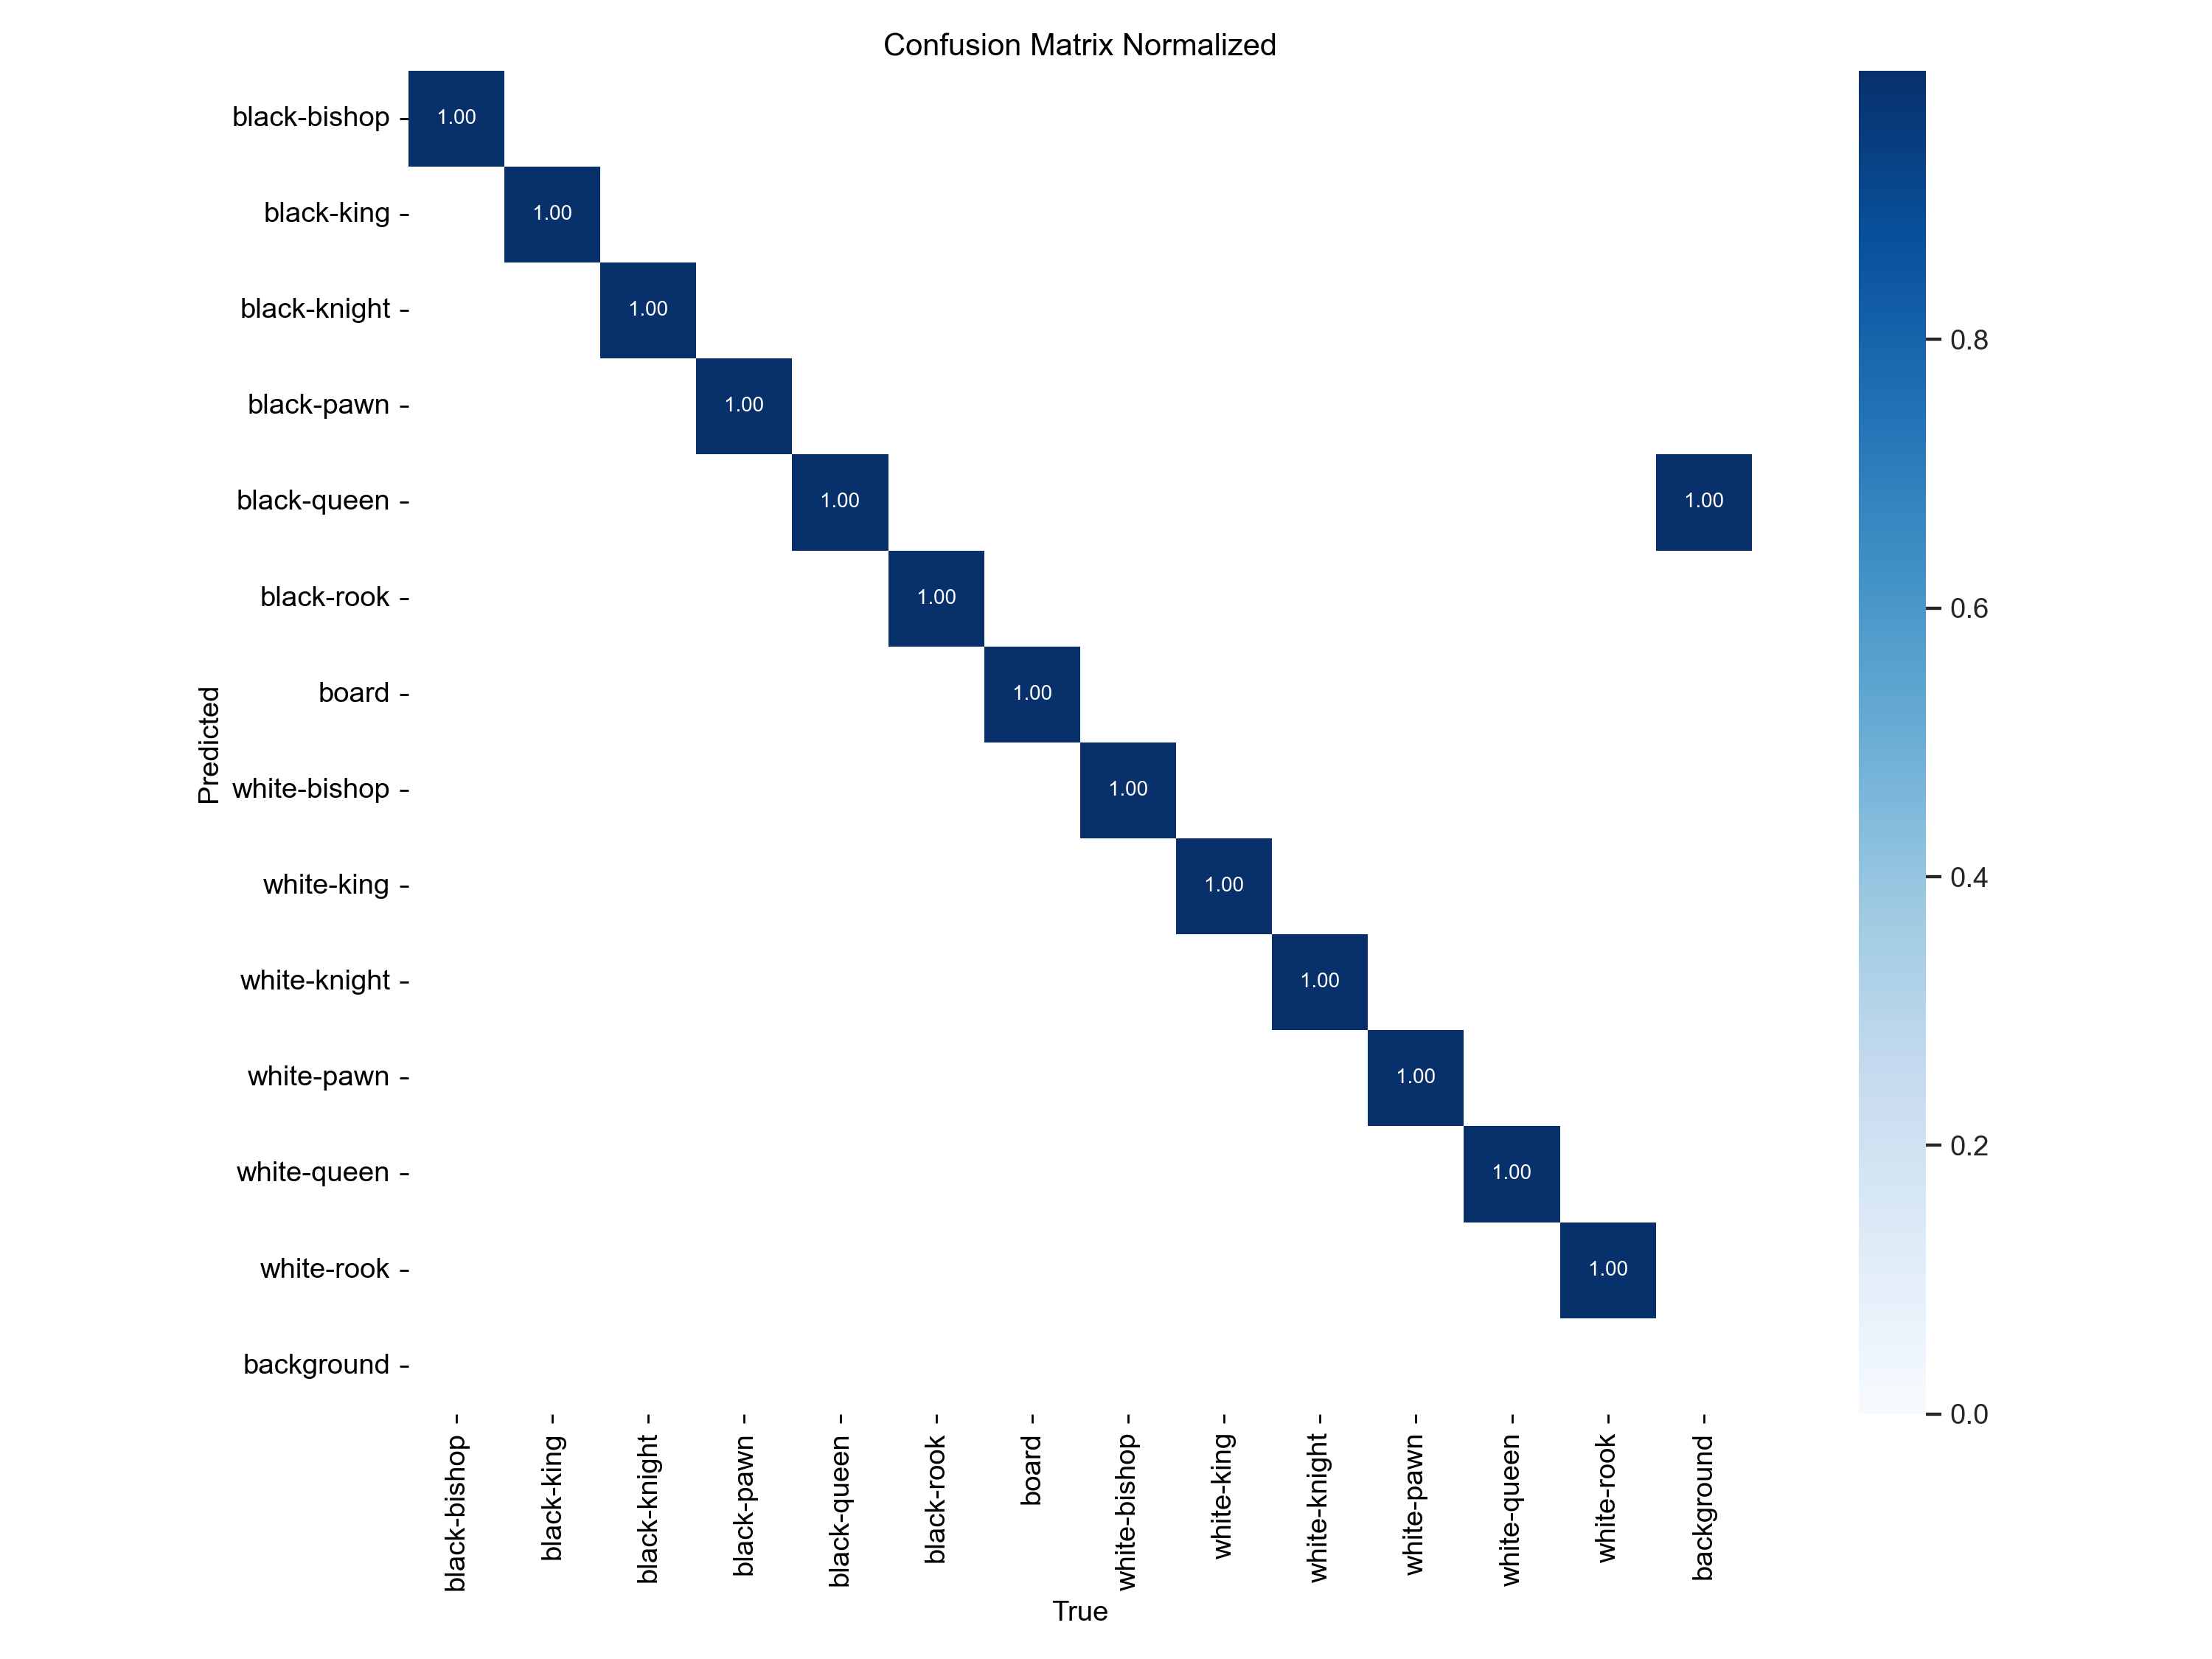 Confusion Matrix Normalized
black-bishop
1.00
black-king
1.00
black-knight
1.00
black-pawn
1.00
black-queen
1.00
1.00
black-rook
1.00
board
1.00
white-bishop
1.00
white-king
1.00
white-knight
1.00
white-pawn
1.00
white-queen
1.00
white-rook
1.00
background
Predicted
black-bishop
black-king
black-knight
black-pawn
black-queen
black-rook
board
white-bishop
white-king
white-knight
white-pawn
white-queen
white-rook
background
True
0.8
0.6
0.4
0.2
0.0